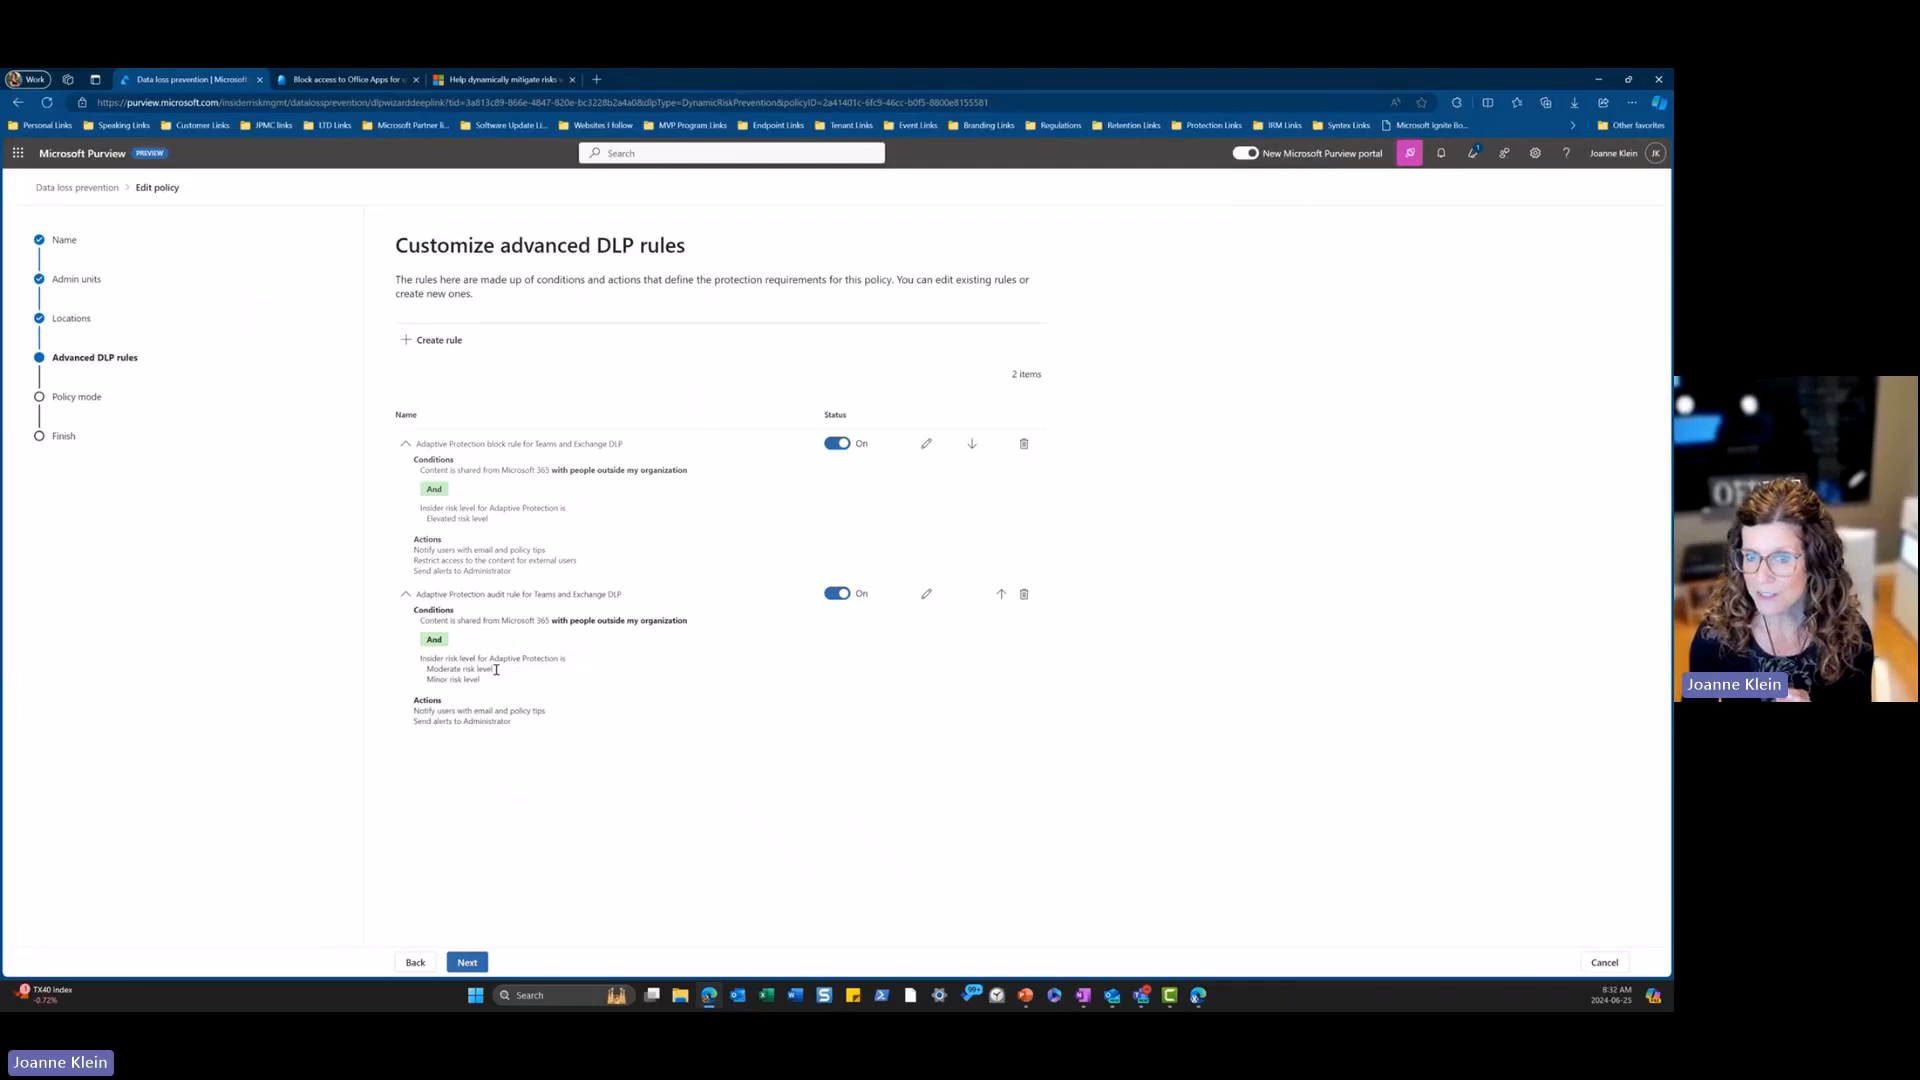 Work
Data loss prevention | Microsoft
Block access to Office Apps for
Help dynamically mitigate risks
https://purview.microsoft.com/insiderriskmgmt/datalossprevention/dlpwizarddeeplink?tid=3a813c89-866e-4847-820e-bc3228b2a4a0&dlpType=DynamicRiskPrevention&policyID=2a41401c-6fc9-46cc-b0f5-8800e8155581
Personal Links
Speaking Links
Customer Links
JPMC links
LTD Links
Microsoft Partner li...
Software Update Li...
Websites I follow
MVP Program Links
Endpoint Links
Tenant Links
Event Links
Branding Links
Regulations
Retention Links
Protection Links
IRM Links
Syntex Links
Microsoft Ignite Bo...
Other favorites
Microsoft Purview
PREVIEW
Search
New Microsoft Purview portal
1
?
Joanne Klein
JK
Data loss prevention > Edit policy
Name
Admin units
Locations
Advanced DLP rules
Policy mode
Finish
Customize advanced DLP rules
The rules here are made up of conditions and actions that define the protection requirements for this policy. You can edit existing rules or
create new ones.
+ Create rule
2 items
Name
Status
Adaptive Protection block rule for Teams and Exchange DLP
On
Conditions
Content is shared from Microsoft 365 with people outside my organization
And
Insider risk level for Adaptive Protection is
Elevated risk level
Actions
Notify users with email and policy tips
Restrict access to the content for external users
Send alerts to Administrator
Adaptive Protection audit rule for Teams and Exchange DLP
On
Conditions
Content is shared from Microsoft 365 with people outside my organization
And
Insider risk level for Adaptive Protection is
Moderate risk level
Minor risk level
Actions
Notify users with email and policy tips
Send alerts to Administrator
Back
Next
Cancel
Joanne Klein
TX40 index
-0.72%
Search
99+
8:32 AM
2024-06-25
Joanne Klein